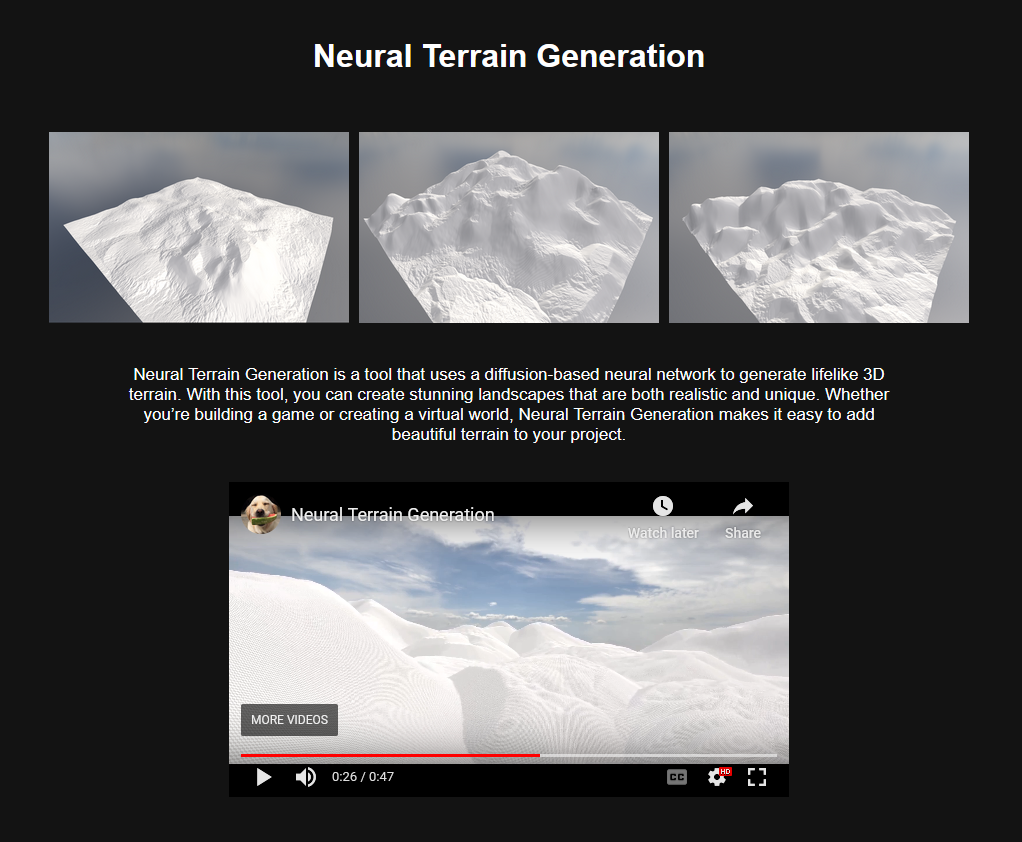 Neural Terrain Generation
Neural Terrain Generation is a tool that uses a diffusion-based neural network to generate lifelike 3D
terrain. With this tool, you can create stunning landscapes that are both realistic and unique. Whether
you’re building a game or creating a virtual world, Neural Terrain Generation makes it easy to add
beautiful terrain to your project.
Neural Terrain Generation
Watch later
Share
MORE VIDEOS
0:26 / 0:47
CC
HD